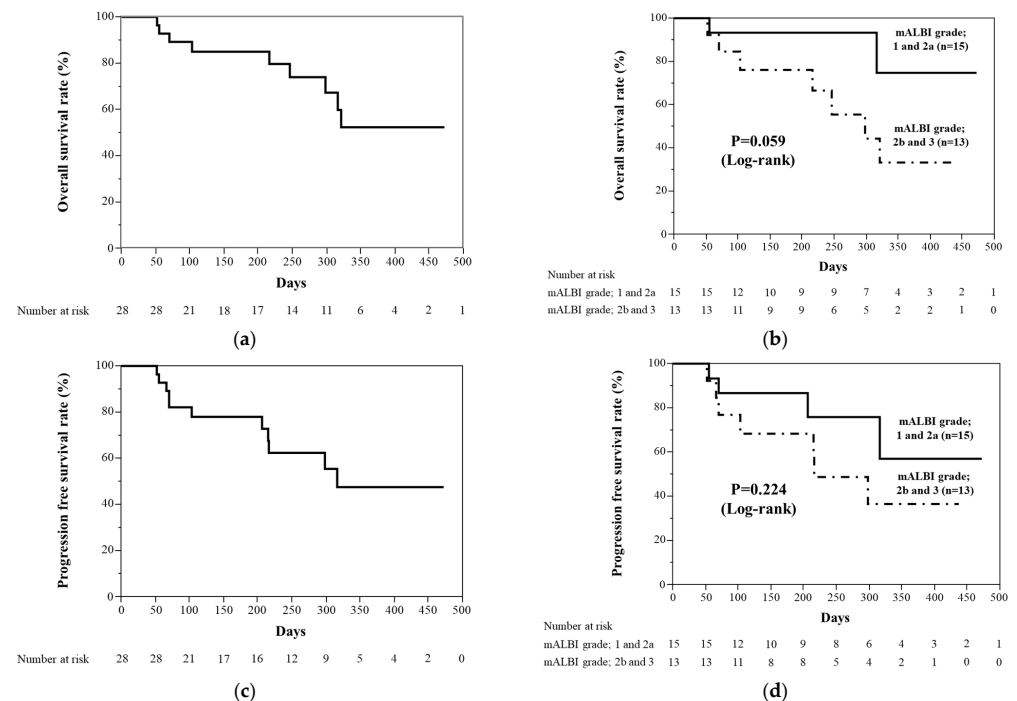 100
80
60
40
20
0
Overall survival rate (%)
0 50 100 150 200 250 300 350 400 450 500
Days
Number at risk 28 28 21 18 17 14 11 6 4 2 1
(a)
100
80
60
40
20
0
Overall survival rate (%)
mALBI grade;
1 and 2a (n=15)
mALBI grade;
2b and 3 (n=13)
P=0.059
(Log-rank)
0 50 100 150 200 250 300 350 400 450 500
Days
Number at risk
mALBI grade; 1 and 2a 15 15 12 10 9 9 7 4 3 2 1
mALBI grade; 2b and 3 13 13 11 9 9 6 5 2 2 1 0
(b)
100
80
60
40
20
0
Progression free survival rate (%)
0 50 100 150 200 250 300 350 400 450 500
Days
Number at risk 28 28 21 17 16 12 9 5 4 2 0
(c)
100
80
60
40
20
0
Progression free survival rate (%)
mALBI grade;
1 and 2a (n=15)
mALBI grade;
2b and 3 (n=13)
P=0.224
(Log-rank)
0 50 100 150 200 250 300 350 400 450 500
Days
Number at risk
mALBI grade; 1 and 2a 15 15 12 10 9 8 6 4 3 2 1
mALBI grade; 2b and 3 13 13 11 8 8 5 4 2 1 0 0
(d)